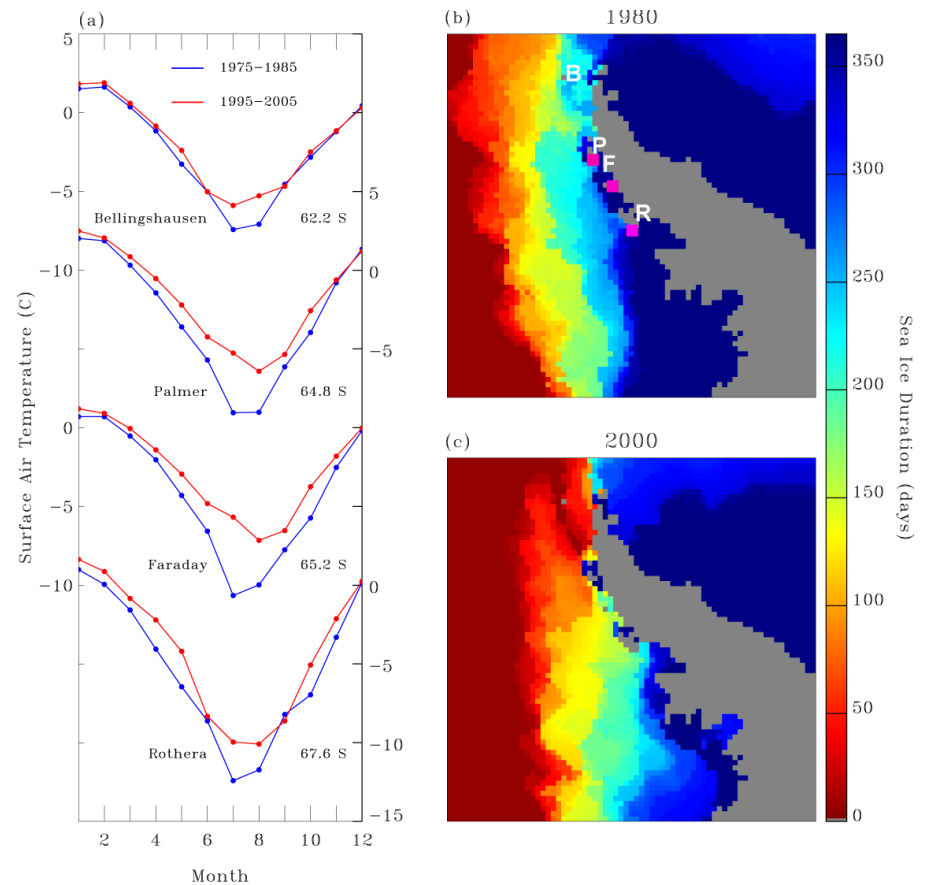 (a)
5
0
−5
−10
0
−5
−10
5
0
−5
0
−5
−10
−15
1975−1985
1995−2005
Bellingshausen 62.2 S
Palmer 64.8 S
Faraday 65.2 S
Rothera 67.6 S
Surface Air Temperature (C)
2 4 6 8 10 12
Month
(b) 1980
B
P
F
R
(c) 2000
350
300
250
200
150
100
50
0
Sea Ice Duration (days)